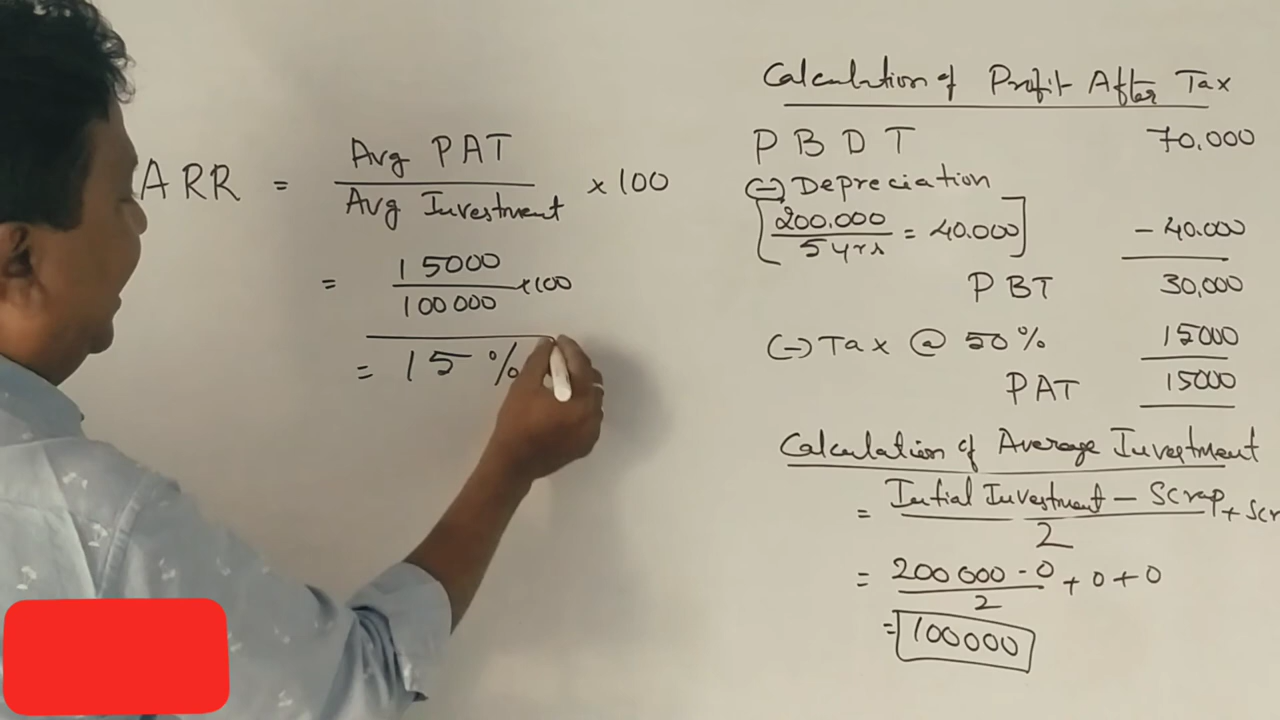 ARR = Avg PAT / Avg Investment × 100
= 15000 / 100000 × 100
= 15%
Calculation of Profit After Tax
PBDT 70,000
(-) Depreciation
[200.000 / 5 yrs = 40.000] - 40.000
PBT 30,000
(-) Tax @ 50% 15000
PAT 15000
Calculation of Average Investment
= Initial Investment - Scrap / 2 +
= 200000 - 0 / 2 + 0 + 0
= 100000